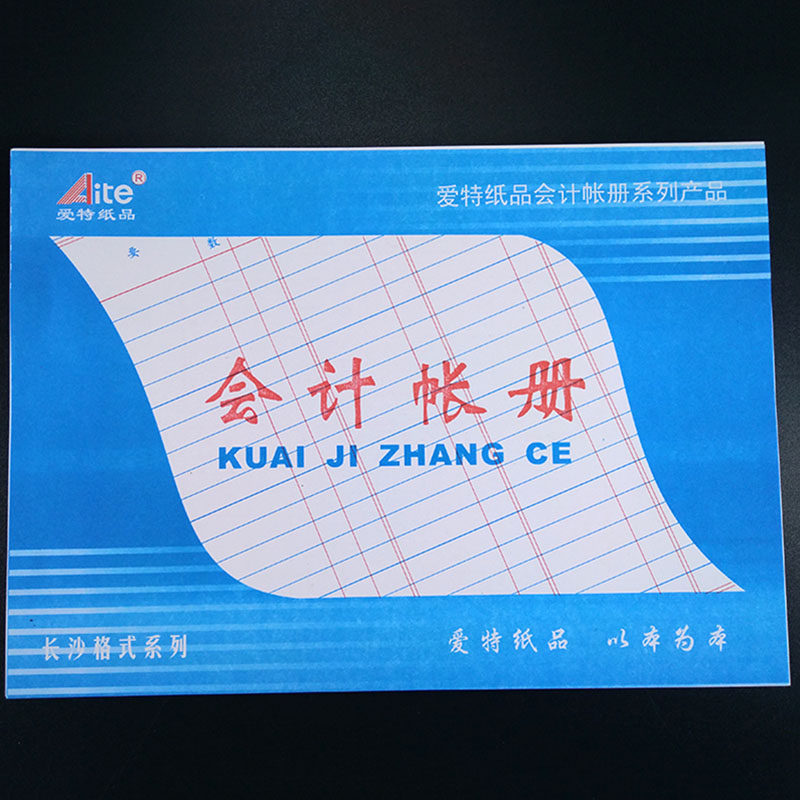 Aite®
爱特纸品
爱特纸品会计帐册系列产品
要 数
会计帐册
KUAI JI ZHANG CE
长沙格式系列
爱特纸品 以本为本